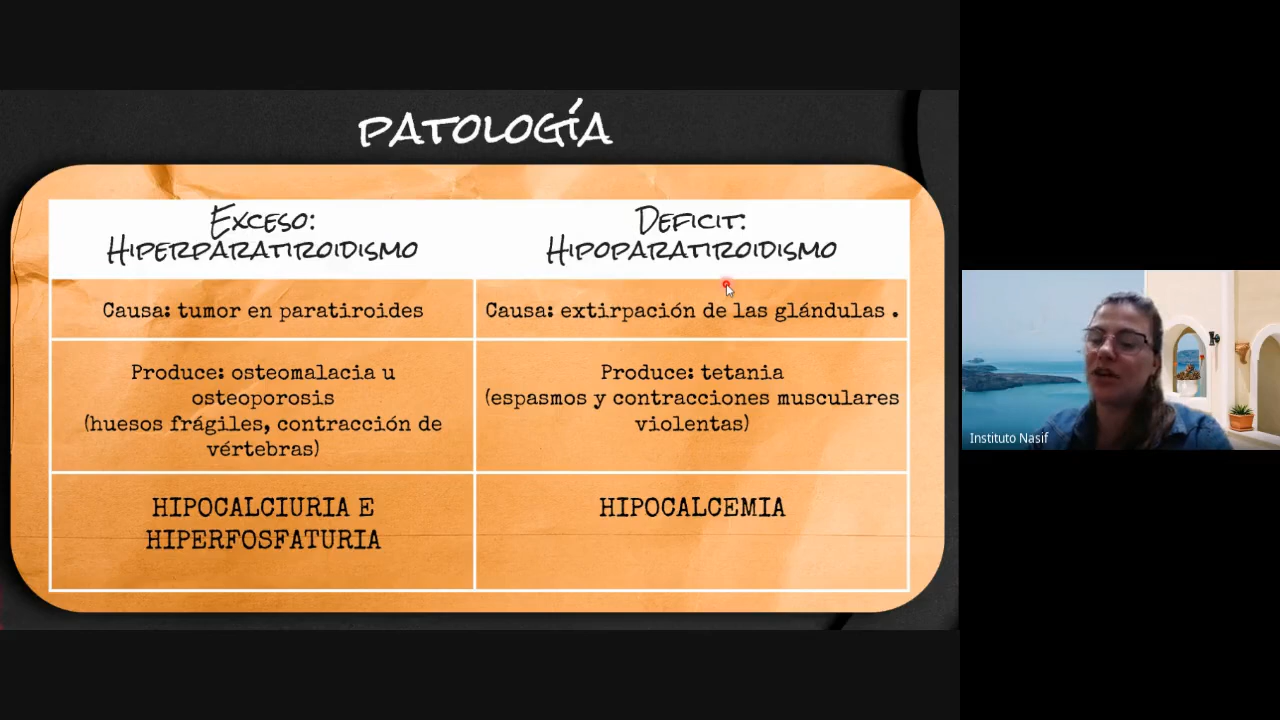 PATOLOGÍA
EXCESO:
HIPERPARATIROIDISMO
DEFICIT:
HIPOPARATIROIDISMO
Causa: tumor en paratiroides
Causa: extirpación de las glándulas .
Produce: osteomalacia u
osteoporosis
(huesos frágiles, contracción de
vértebras)
Produce: tetania
(espasmos y contracciones musculares
violentas)
HIPOCALCIURIA E
HIPERFOSFATURIA
HIPOCALCEMIA
Instituto Nasif